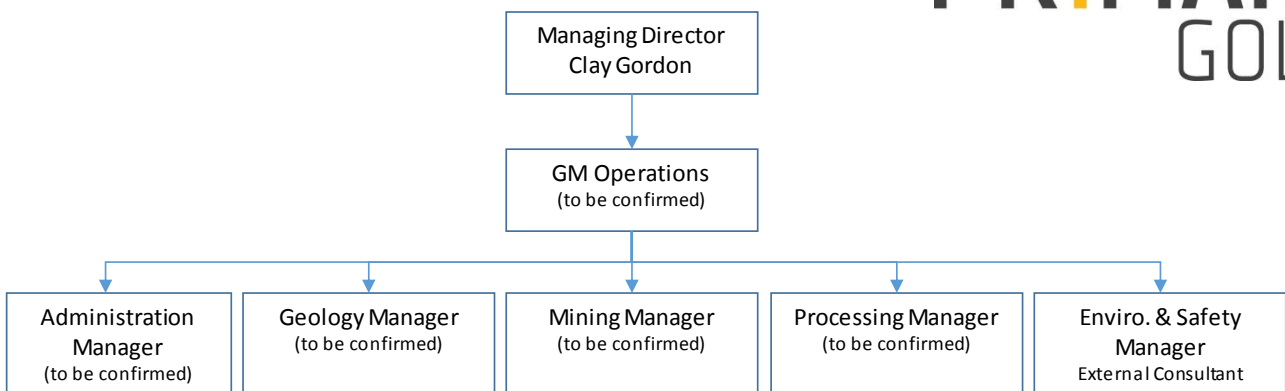 GOL
Managing Director
Clay Gordon
GM Operations
(to be confirmed)
Administration
Manager
(to be confirmed)
Geology Manager
(to be confirmed)
Mining Manager
(to be confirmed)
Processing Manager
(to be confirmed)
Enviro. & Safety
Manager
External Consultant